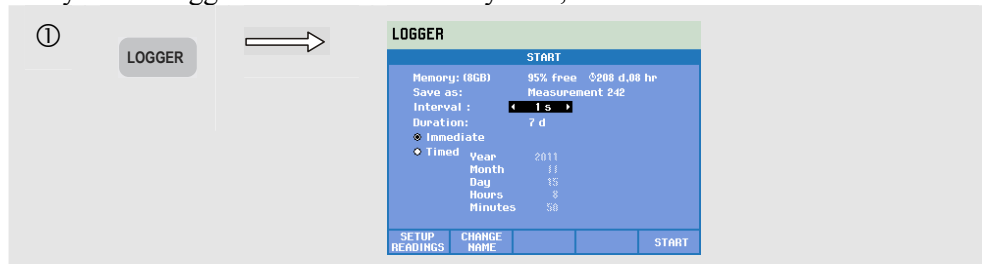 ①
LOGGER
LOGGER
START
Memory: (8GB) 95% free 208 d,08 hr
Save as: Measurement 242
Interval : 1 s
Duration: 7 d
Immediate
Timed
Year 2011
Month 11
Day 15
Hours 8
Minutes 50
SETUP READINGS CHANGE NAME START